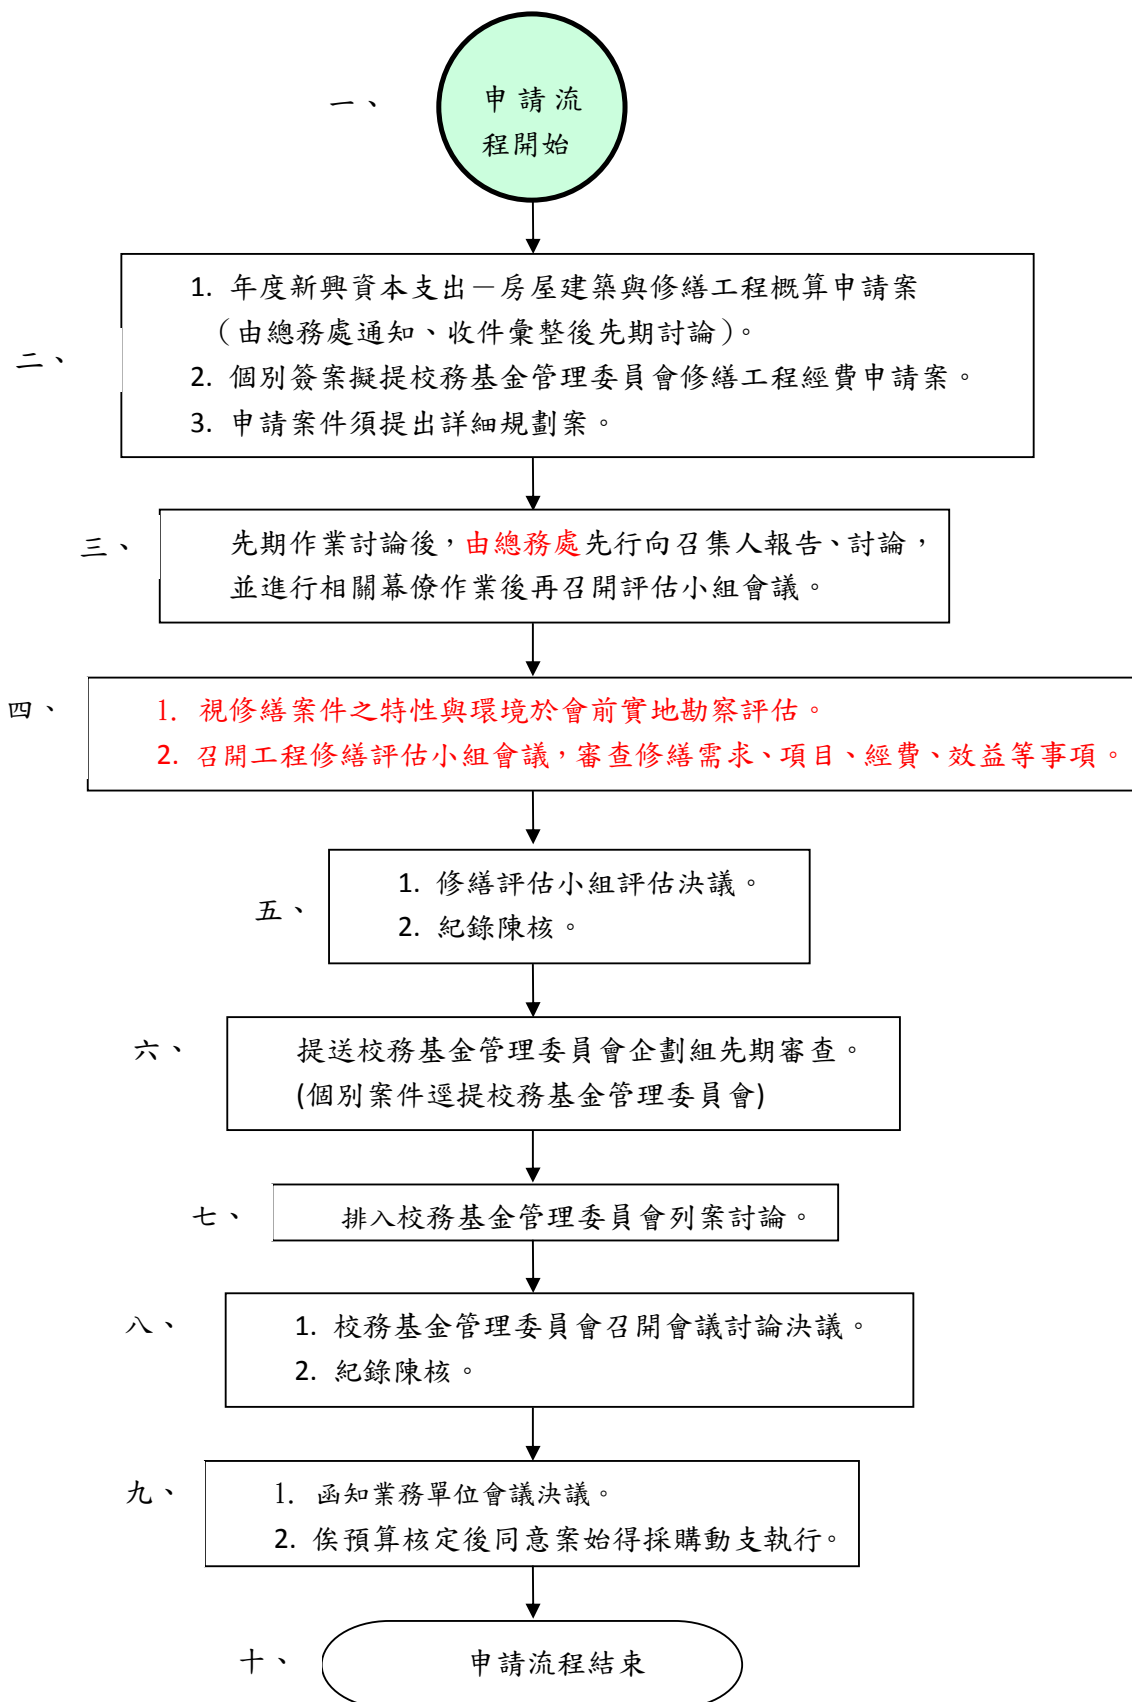 一、
申請流
程開始
二、
1. 年度新興資本支出－房屋建築與修繕工程概算申請案
（由總務處通知、收件彙整後先期討論）。
2. 個別簽案擬提校務基金管理委員會修繕工程經費申請案。
3. 申請案件須提出詳細規劃案。
三、
先期作業討論後，由總務處先行向召集人報告、討論，
並進行相關幕僚作業後再召開評估小組會議。
四、
1. 視修繕案件之特性與環境於會前實地勘察評估。
2. 召開工程修繕評估小組會議，審查修繕需求、項目、經費、效益等事項。
五、
1. 修繕評估小組評估決議。
2. 紀錄陳核。
六、
提送校務基金管理委員會企劃組先期審查。
(個別案件逕提校務基金管理委員會)
七、
排入校務基金管理委員會列案討論。
八、
1. 校務基金管理委員會召開會議討論決議。
2. 紀錄陳核。
九、
1. 函知業務單位會議決議。
2. 俟預算核定後同意案始得採購動支執行。
十、
申請流程結束